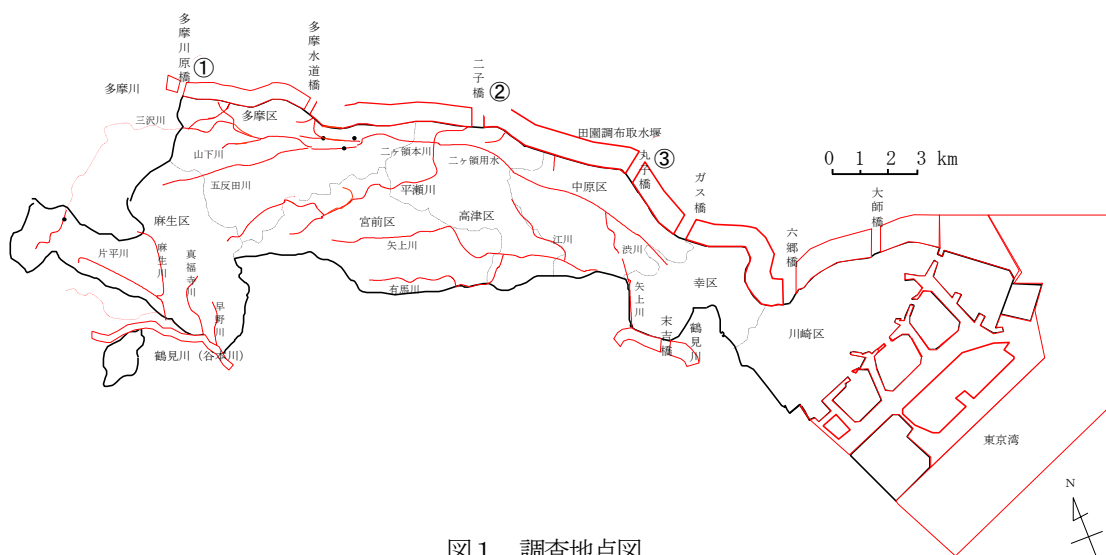 多摩川原橋
①
多摩水道橋
二子橋
②
多摩川
三沢川
多摩区
田園調布取水堰
丸子橋
③
0 1 2 3 km
山下川
二ヶ領本川
二ヶ領用水
ガス橋
五反田川
平瀬川
中原区
大師橋
麻生区
宮前区
高津区
六郷橋
片平川
麻生川
真福寺川
矢上川
江川
渋川
幸区
有馬川
矢上川
早野川
末吉橋
鶴見川
川崎区
鶴見川 (谷本川)
東京湾
N
図1 調査地点図